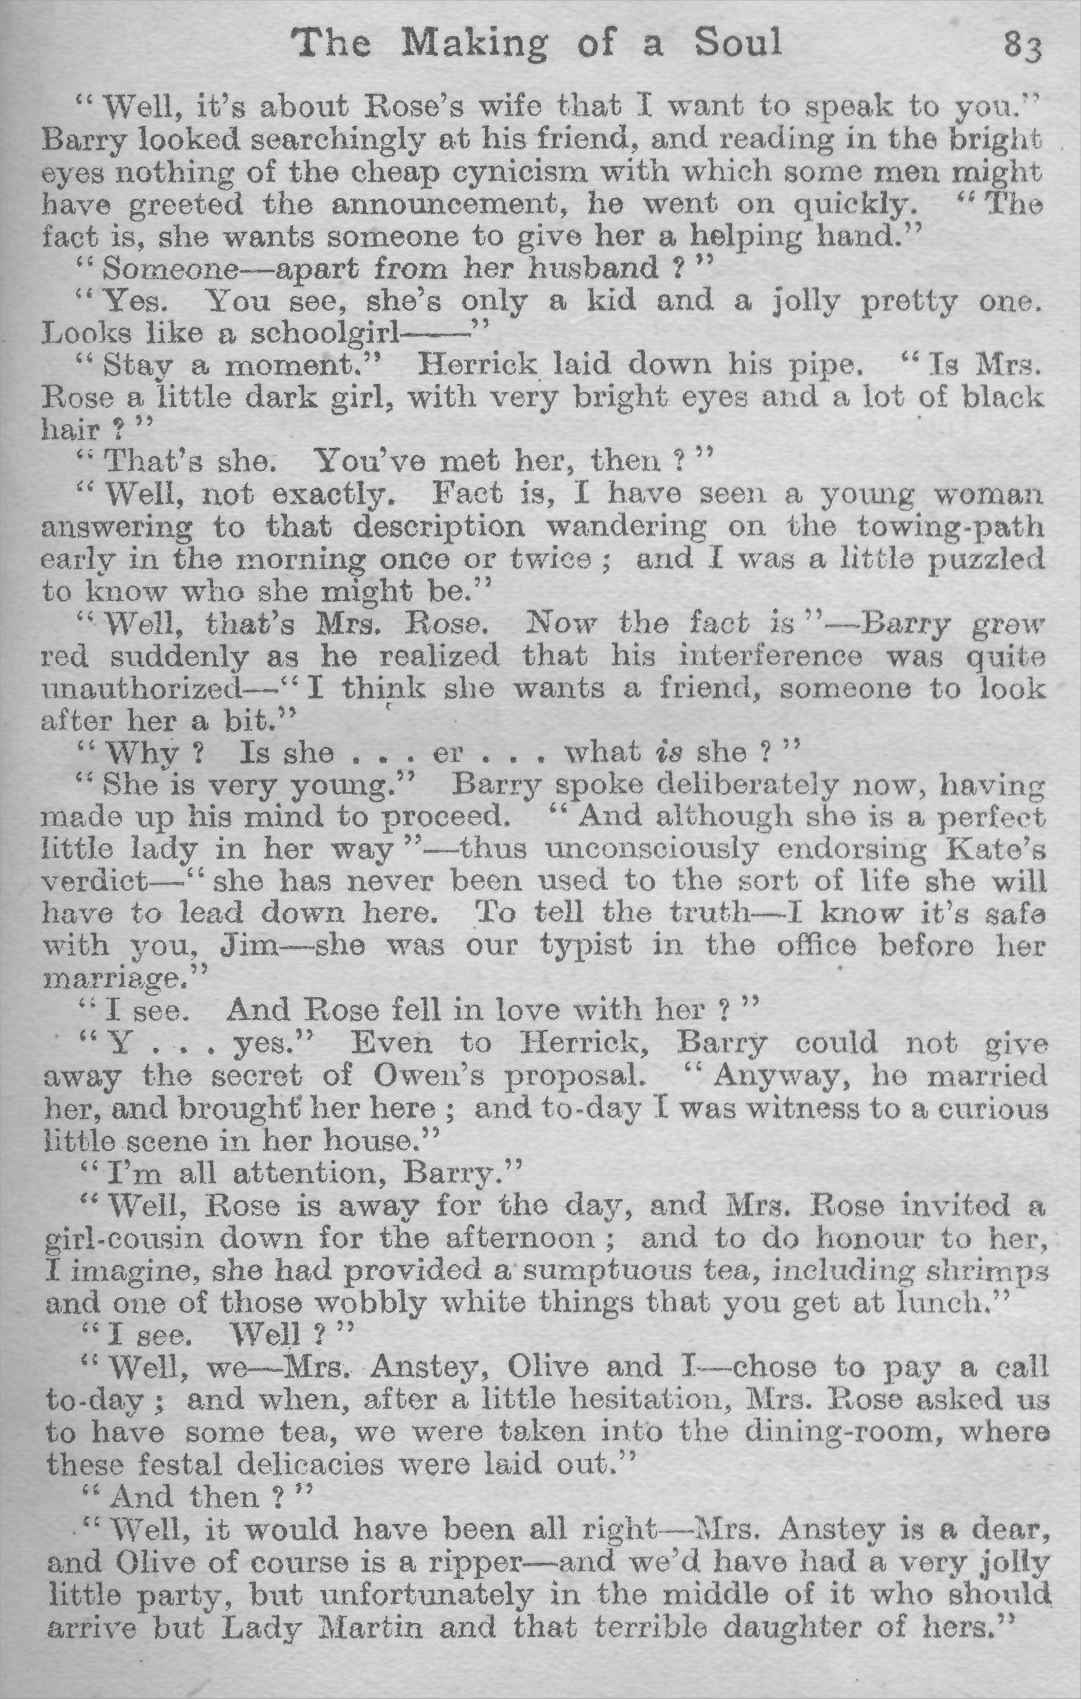 The Making of a Soul 83
“Well, it’s about Rose’s wife that I want to speak to you.”
Barry looked searchingly at his friend, and reading in the bright
eyes nothing of the cheap cynicism with which some men might
have greeted the announcement, he went on quickly. “The
fact is, she wants someone to give her a helping hand.”
“Someone—apart from her husband ?”
“Yes. You see, she’s only a kid and a jolly pretty one.
Looks like a schoolgirl——”
“Stay a moment.” Herrick laid down his pipe. “Is Mrs.
Rose a little dark girl, with very bright eyes and a lot of black
hair ?”
“That’s she. You’ve met her, then ?”
“Well, not exactly. Fact is, I have seen a young woman
answering to that description wandering on the towing-path
early in the morning once or twice ; and I was a little puzzled
to know who she might be.”
“Well, that’s Mrs. Rose. Now the fact is”—Barry grew
red suddenly as he realized that his interference was quite
unauthorized—“I think she wants a friend, someone to look
after her a bit.”
“Why ? Is she . . . er . . . what is she ?”
“She is very young.” Barry spoke deliberately now, having
made up his mind to proceed. “And although she is a perfect
little lady in her way”—thus unconsciously endorsing Kate’s
verdict—“she has never been used to the sort of life she will
have to lead down here. To tell the truth—I know it’s safe
with you, Jim—she was our typist in the office before her
marriage.”
“I see. And Rose fell in love with her ?”
“Y . . . yes.” Even to Herrick, Barry could not give
away the secret of Owen’s proposal. “Anyway, he married
her, and brought her here ; and to-day I was witness to a curious
little scene in her house.”
“I’m all attention, Barry.”
“Well, Rose is away for the day, and Mrs. Rose invited a
girl-cousin down for the afternoon ; and to do honour to her,
I imagine, she had provided a sumptuous tea, including shrimps
and one of those wobbly white things that you get at lunch.”
“I see. Well ?”
“Well, we—Mrs. Anstey, Olive and I—chose to pay a call
to-day ; and when, after a little hesitation, Mrs. Rose asked us
to have some tea, we were taken into the dining-room, where
these festal delicacies were laid out.”
“And then ?”
“Well, it would have been all right—Mrs. Anstey is a dear,
and Olive of course is a ripper—and we’d have had a very jolly
little party, but unfortunately in the middle of it who should
arrive but Lady Martin and that terrible daughter of hers.”